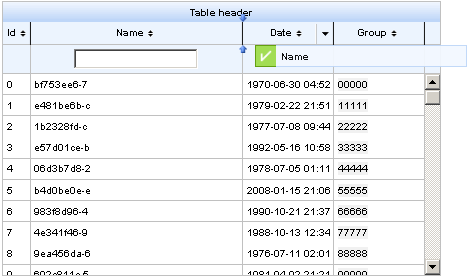 Table header
Id Name Date Group
Name
0 bf753ee6-7 1970-06-30 04:52 00000
1 e481be6b-c 1979-02-22 21:51 11111
2 1b2328fd-c 1977-07-08 09:44 22222
3 e57d01ce-b 1992-05-16 10:58 33333
4 06d3b7d8-2 1978-07-05 01:11 44444
5 b4d0be0e-e 2008-01-15 21:06 55555
6 983f8d96-4 1990-10-21 21:37 66666
7 4e341f46-9 1988-10-13 12:34 77777
8 9ea456da-6 1976-07-11 02:01 88888